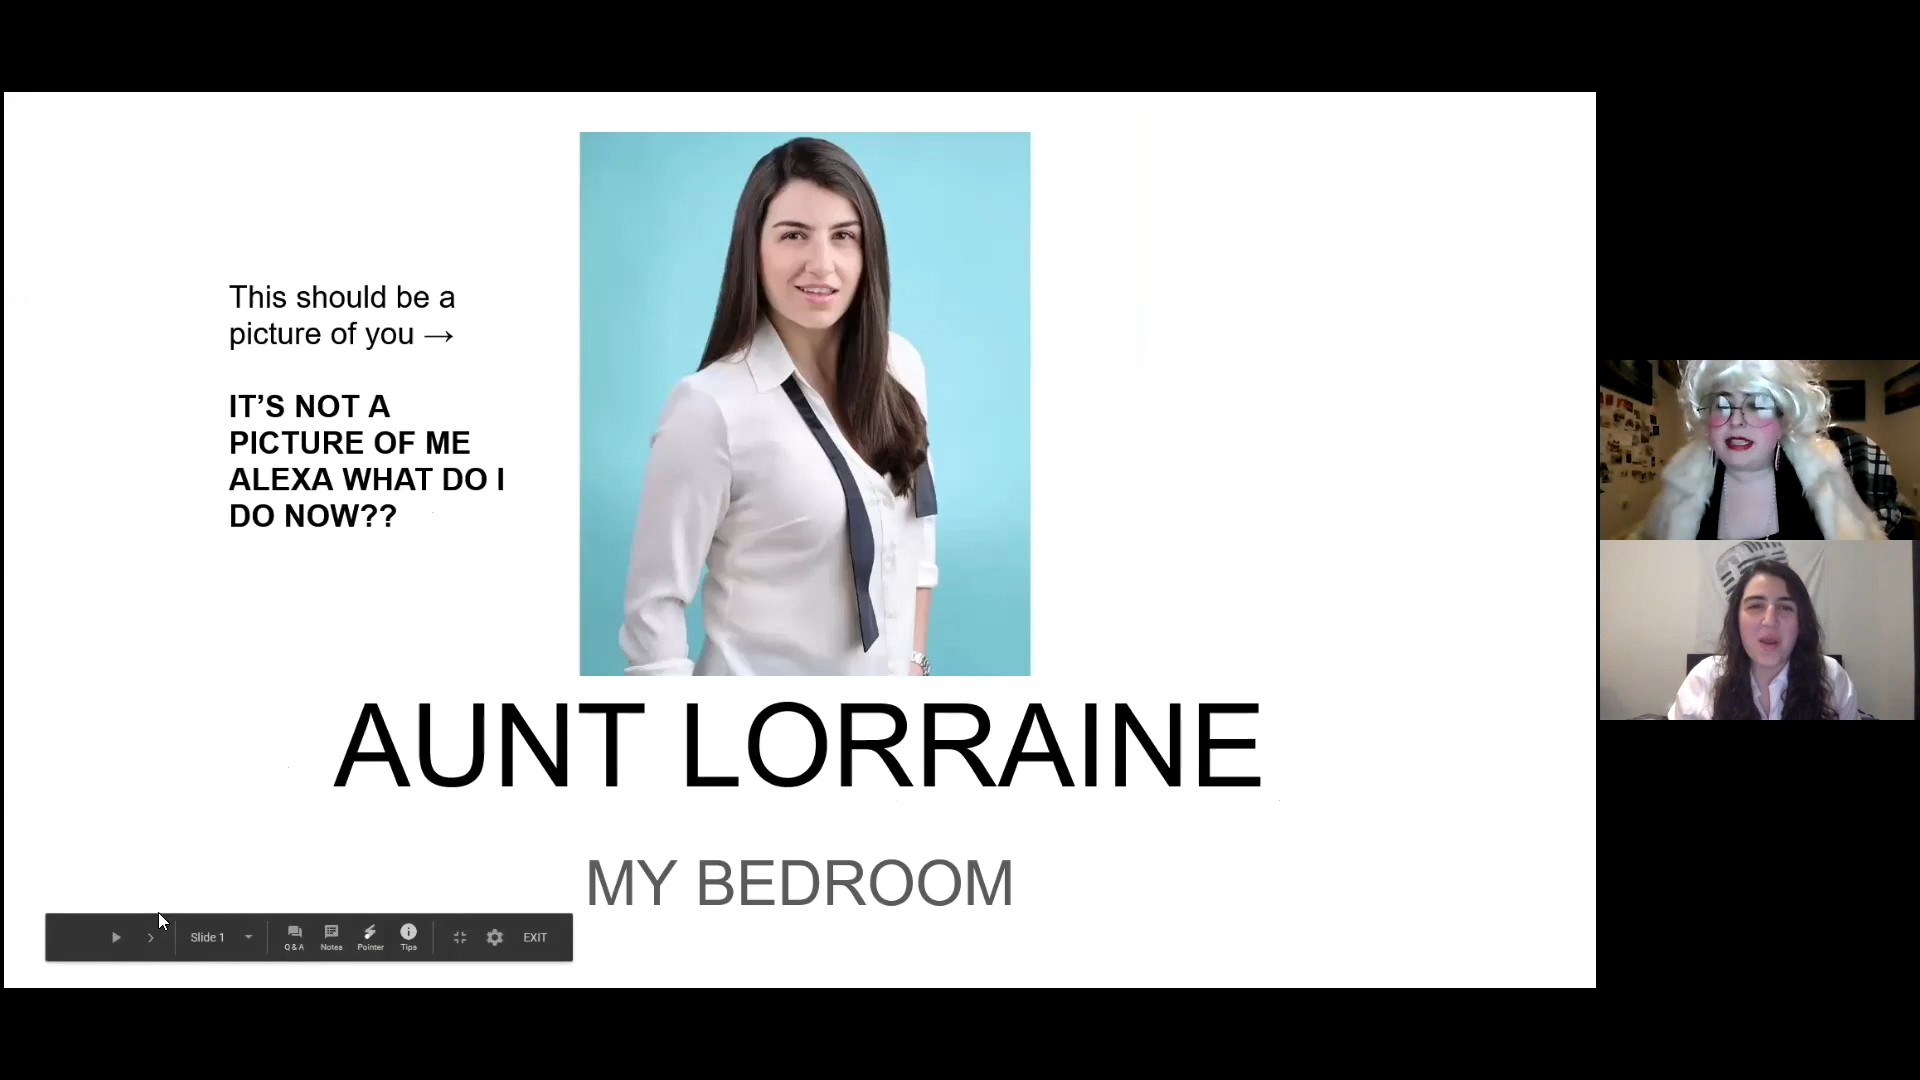 This should be a
picture of you →
IT’S NOT A
PICTURE OF ME
ALEXA WHAT DO I
DO NOW??
AUNT LORRAINE
MY BEDROOM
Slide 1
Q & A
Notes
Pointer
Tips
EXIT